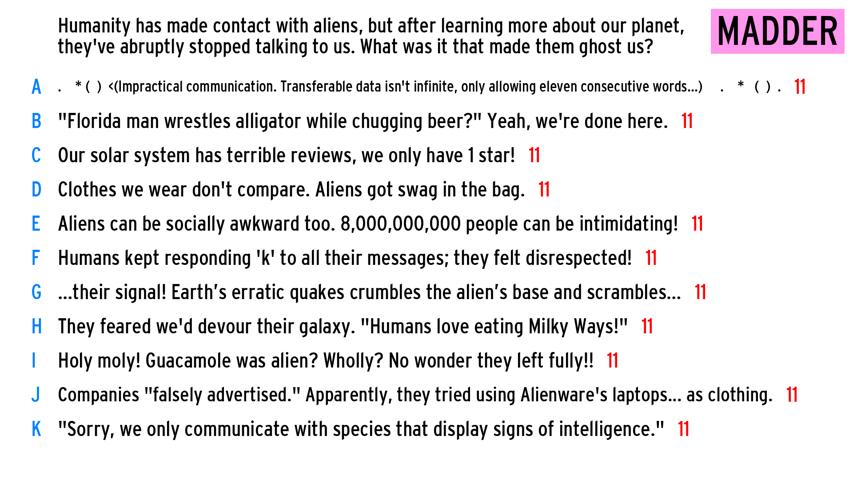 Humanity has made contact with aliens, but after learning more about our planet,
they've abruptly stopped talking to us. What was it that made them ghost us?
MADDER
A . *( ) <(Impractical communication. Transferable data isn't infinite, only allowing eleven consecutive words...) . * ( ) . 11
B "Florida man wrestles alligator while chugging beer?" Yeah, we're done here. 11
C Our solar system has terrible reviews, we only have 1 star! 11
D Clothes we wear don't compare. Aliens got swag in the bag. 11
E Aliens can be socially awkward too. 8,000,000,000 people can be intimidating! 11
F Humans kept responding 'k' to all their messages; they felt disrespected! 11
G ...their signal! Earth’s erratic quakes crumbles the alien’s base and scrambles... 11
H They feared we'd devour their galaxy. "Humans love eating Milky Ways!" 11
I Holy moly! Guacamole was alien? Wholly? No wonder they left fully!! 11
J Companies "falsely advertised." Apparently, they tried using Alienware's laptops... as clothing. 11
K "Sorry, we only communicate with species that display signs of intelligence." 11